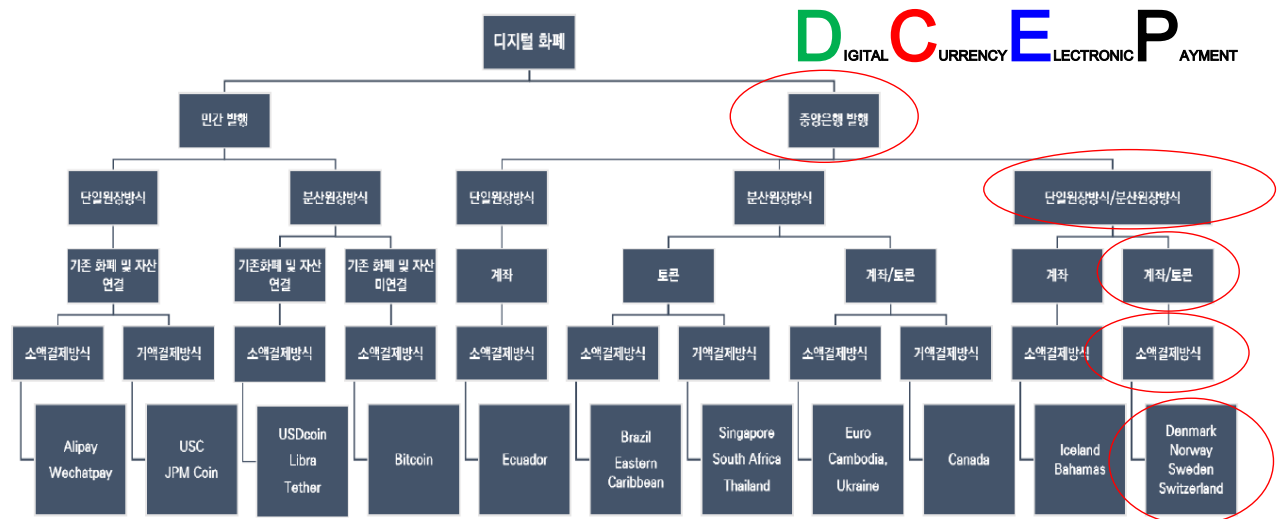 디지털 화폐
DIGITAL CURRENCY ELECTRONIC PAYMENT
민간 발행
중앙은행 발행
단일원장방식
분산원장방식
단일원장방식
분산원장방식
단일원장방식/분산원장방식
기존 화폐 및 자산
연결
기존화폐 및 자산
연결
기존 화폐 및 자산
미연결
계좌
토큰
계좌/토큰
계좌
계좌/토큰
소액결제방식
거액결제방식
소액결제방식
소액결제방식
소액결제방식
소액결제방식
거액결제방식
소액결제방식
거액결제방식
소액결제방식
소액결제방식
Alipay
Wechatpay
USC
JPM Coin
USDcoin
Libra
Tether
Bitcoin
Ecuador
Brazil
Eastern
Caribbean
Singapore
South Africa
Thailand
Euro
Cambodia,
Ukraine
Canada
Iceland
Bahamas
Denmark
Norway
Sweden
Switzerland